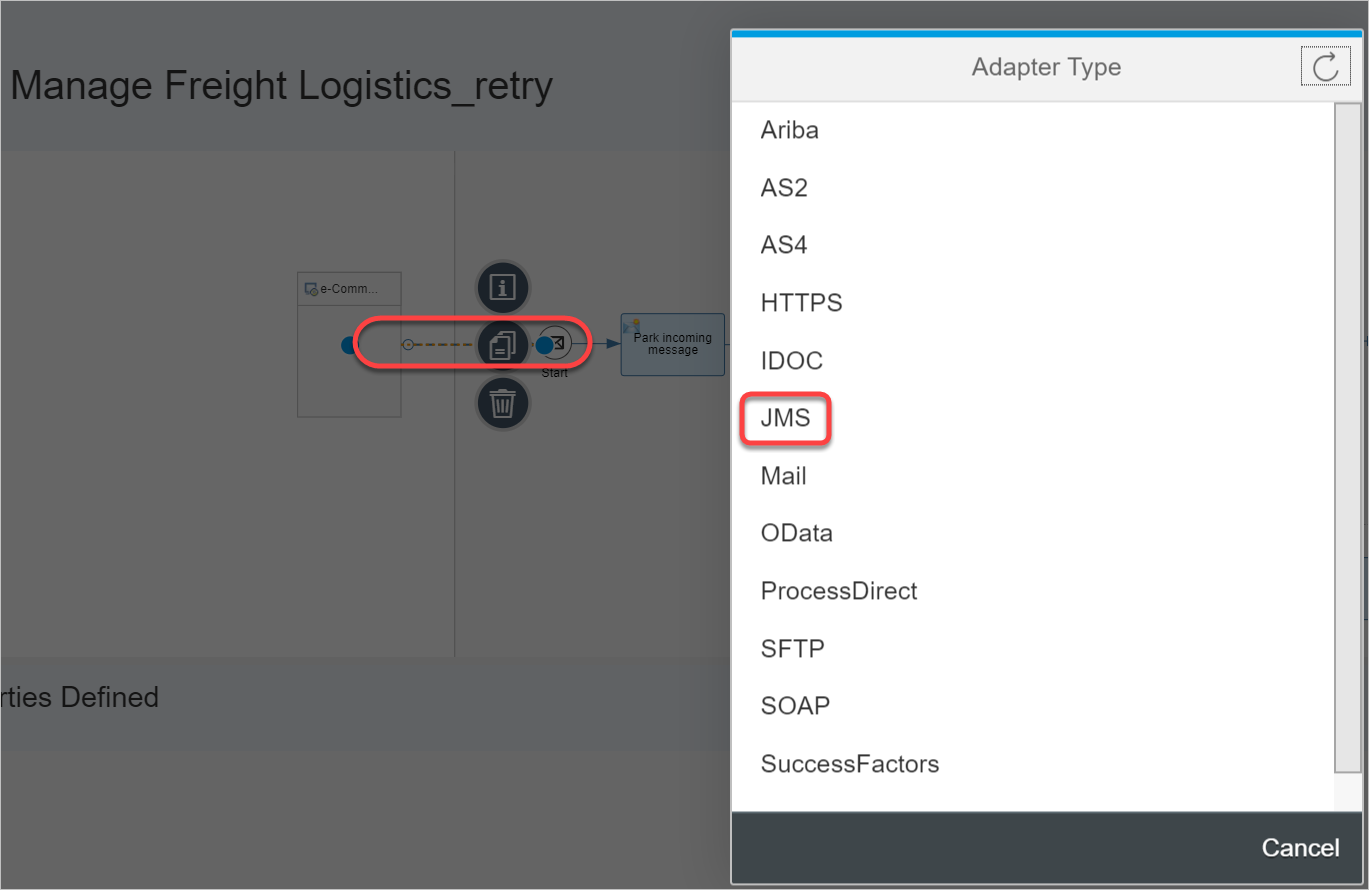 Manage Freight Logistics_retry
e-Comm...
Start
Park incoming
message
rties Defined
Adapter Type
Ariba
AS2
AS4
HTTPS
IDOC
JMS
Mail
OData
ProcessDirect
SFTP
SOAP
SuccessFactors
Cancel